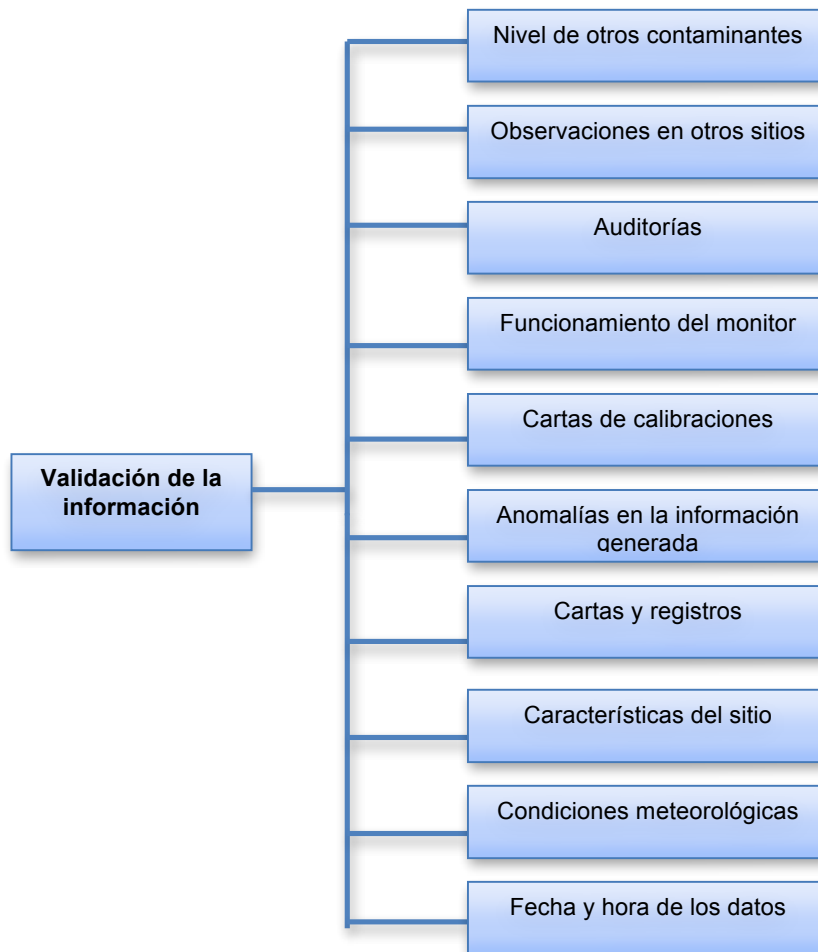 Nivel de otros contaminantes
Observaciones en otros sitios
Auditorías
Funcionamiento del monitor
Cartas de calibraciones
Validación de la
información
Anomalías en la información
generada
Cartas y registros
Características del sitio
Condiciones meteorológicas
Fecha y hora de los datos